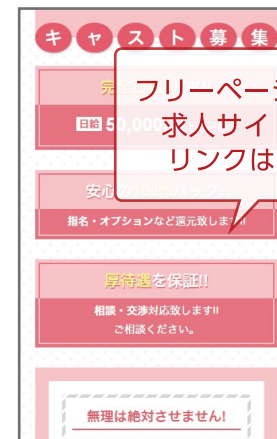 キャスト募集
フリーペー
求人サイ
リンクは
日給 50,000
安心
指名・オプションなど還元致します!!
厚待遇を保証!!
相談・交渉対応致します!!
ご相談ください。
無理は絶対させません!